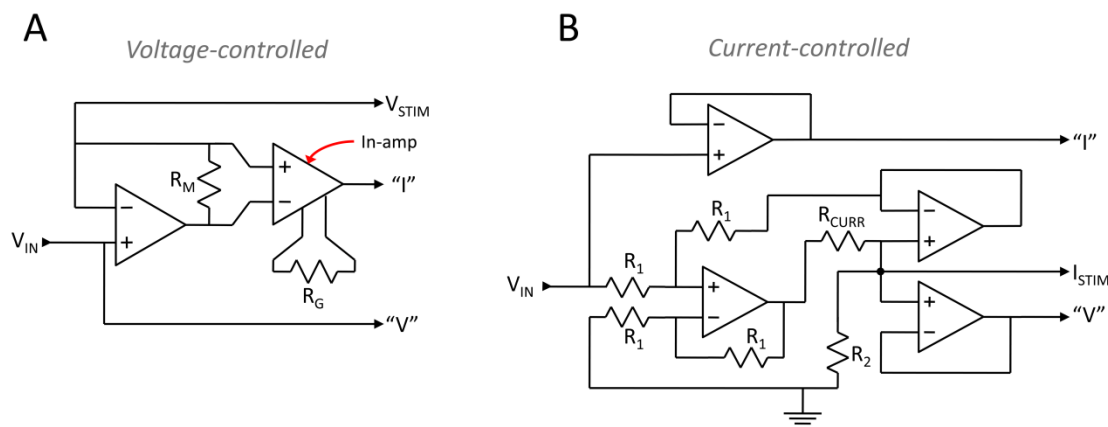 A
Voltage-controlled
V_STIM
In-amp
R_M
"I"
V_IN
R_G
"V"
B
Current-controlled
"I"
R_1
R_CURR
V_IN
R_1
I_STIM
R_1
R_1
R_2
"V"